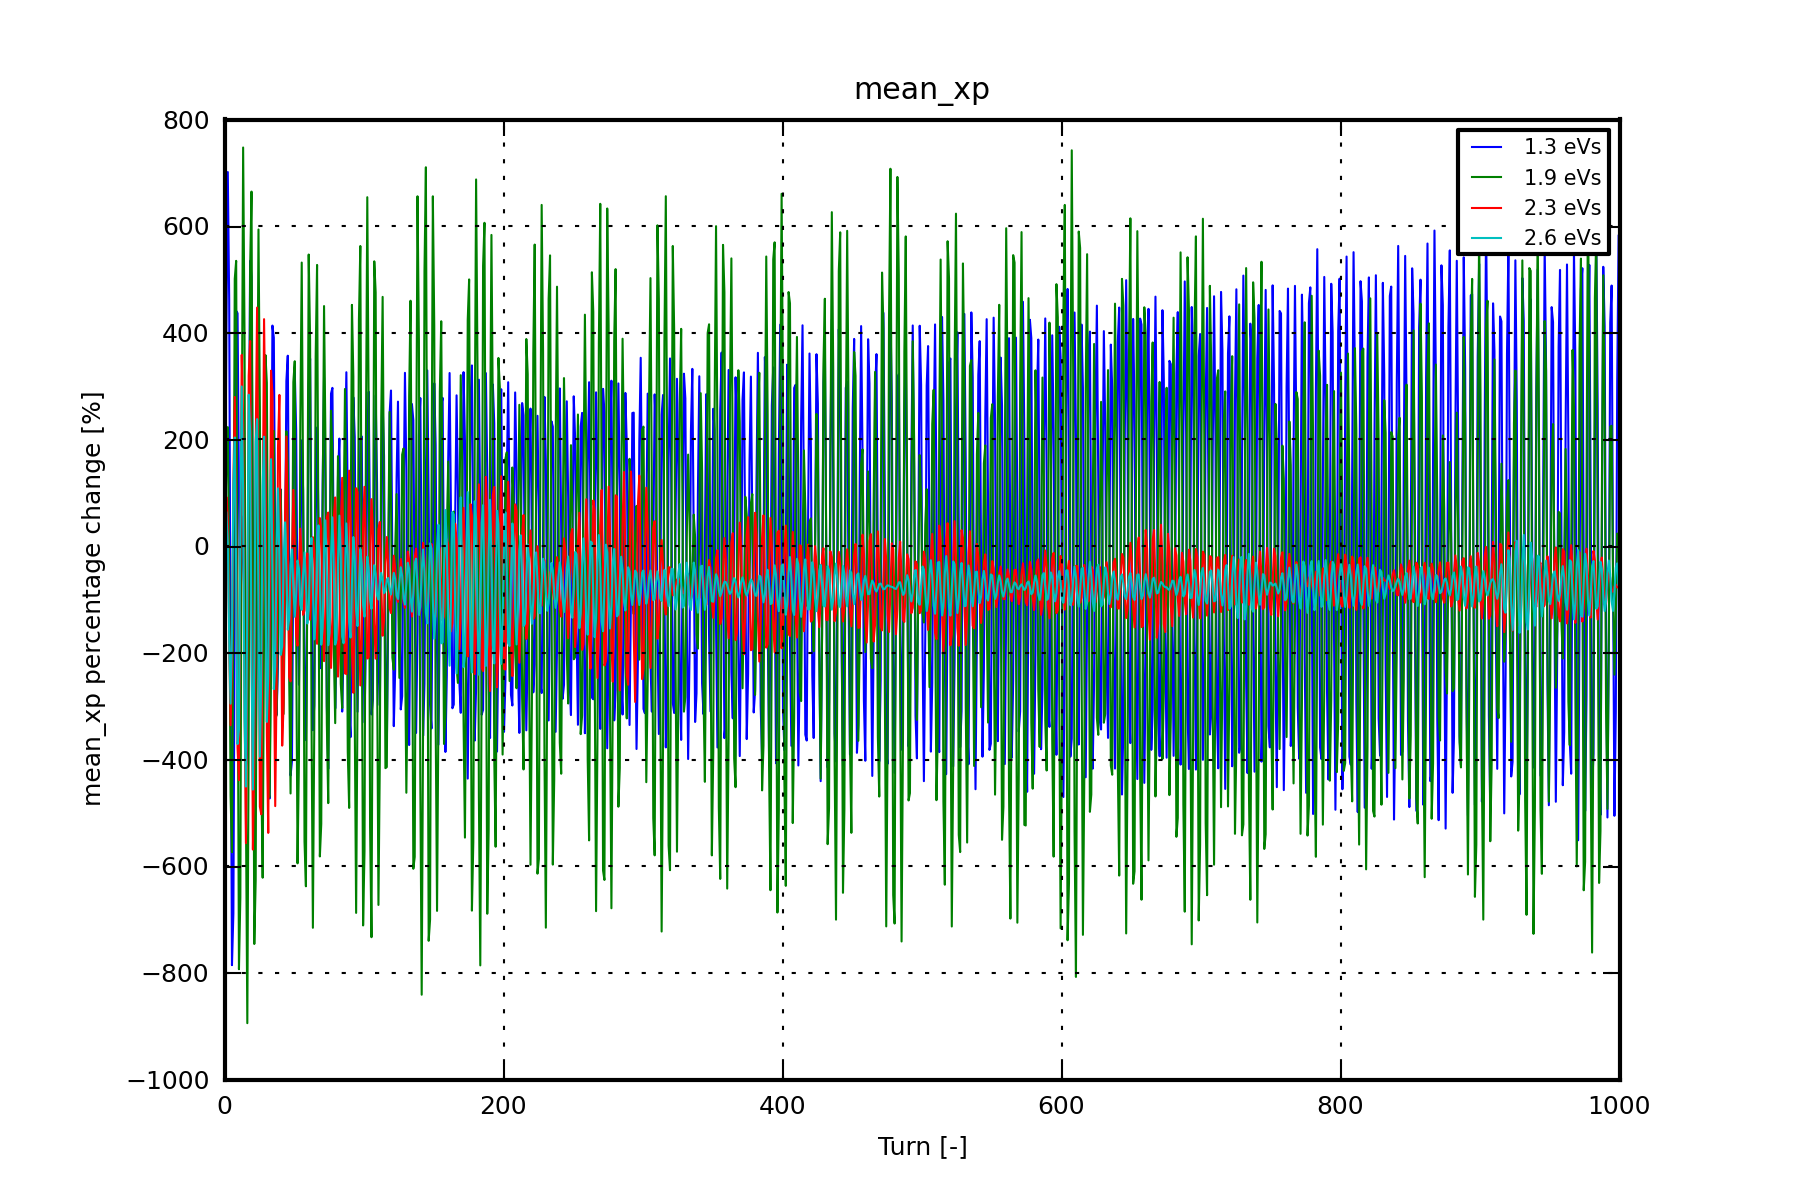 mean_xp
800
600
400
200
0
−200
−400
−600
−800
−1000
mean_xp percentage change [%]
1.3 eVs
1.9 eVs
2.3 eVs
2.6 eVs
0 200 400 600 800 1000
Turn [-]